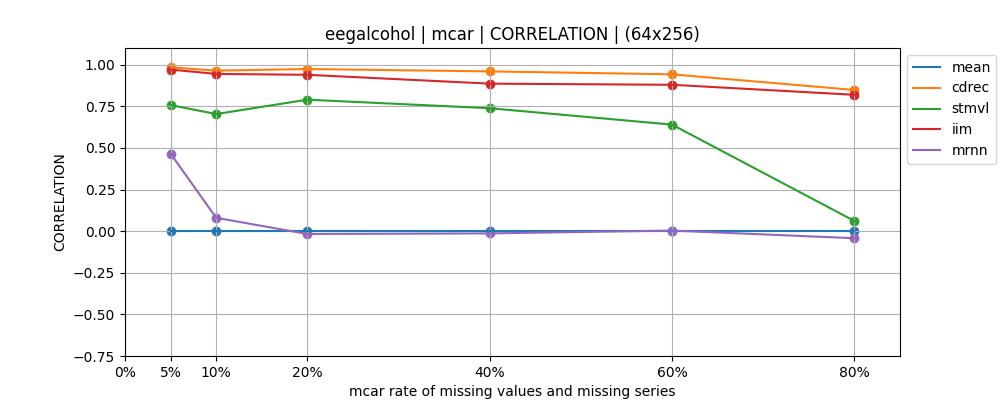 eegalcohol | mcar | CORRELATION | (64x256)
CORRELATION
1.00
0.75
0.50
0.25
0.00
−0.25
−0.50
−0.75
0% 5% 10% 20% 40% 60% 80%
mcar rate of missing values and missing series
mean
cdrec
stmvl
iim
mrnn